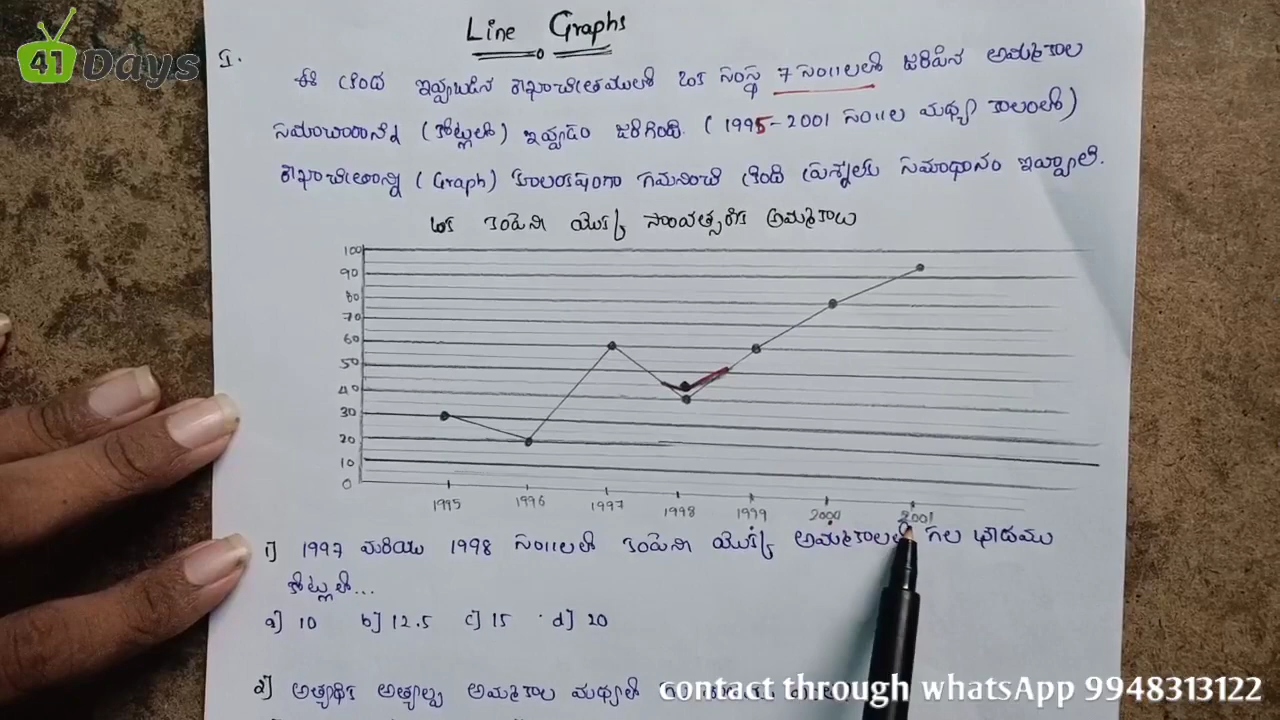 41 Days
Line Graphs
I.
ఈ క్రింద ఇవ్వబడిన రేఖాచిత్రములో ఒక సంస్థ 7 సం॥లలో జరిపిన అమ్మకాల
సమాచారాన్ని (కోట్లలో) ఇవ్వడం జరిగింది. (1995-2001 సం॥ల మధ్య కాలంలో)
రేఖాచిత్రాన్ని (Graph) కూలంకషంగా గమనించి క్రింది ప్రశ్నలకు సమాధానం ఇవ్వాలి.
ఒక కంపెనీ యొక్క సాంవత్సరిక అమ్మకాలు
100
90
80
70
60
50
40
30
20
10
0
1995 1996 1997 1998 1999 2000 2001
i) 1997 మరియు 1998 సం॥లలో కంపెనీ యొక్క అమ్మకాలలో గల భేదము
కోట్లలో...
a] 10 b] 12.5 c] 15 d] 20
ii) అత్యధిక అత్యల్ప అమ్మకాల మధ్యలో
contact through whatsApp 9948313122